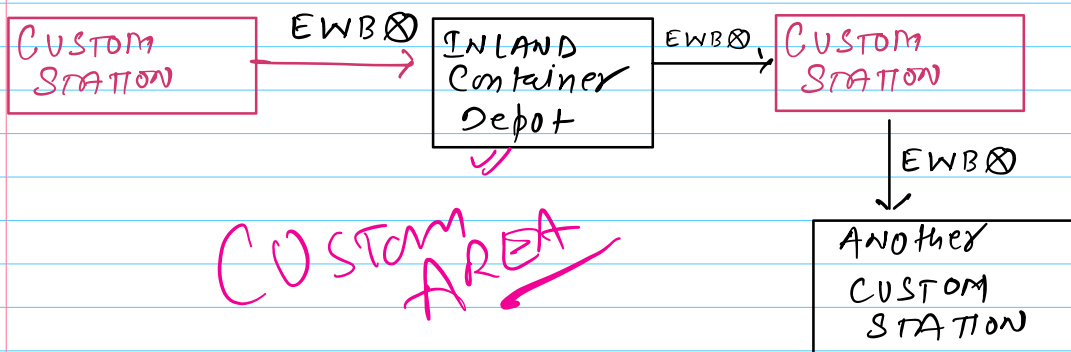 CUSTOM
STATION
EWB ⊗
INLAND
Container
Depot
EWB ⊗
CUSTOM
STATION
EWB ⊗
CUSTOM
AREA
ANOther
CUSTOM
STATION